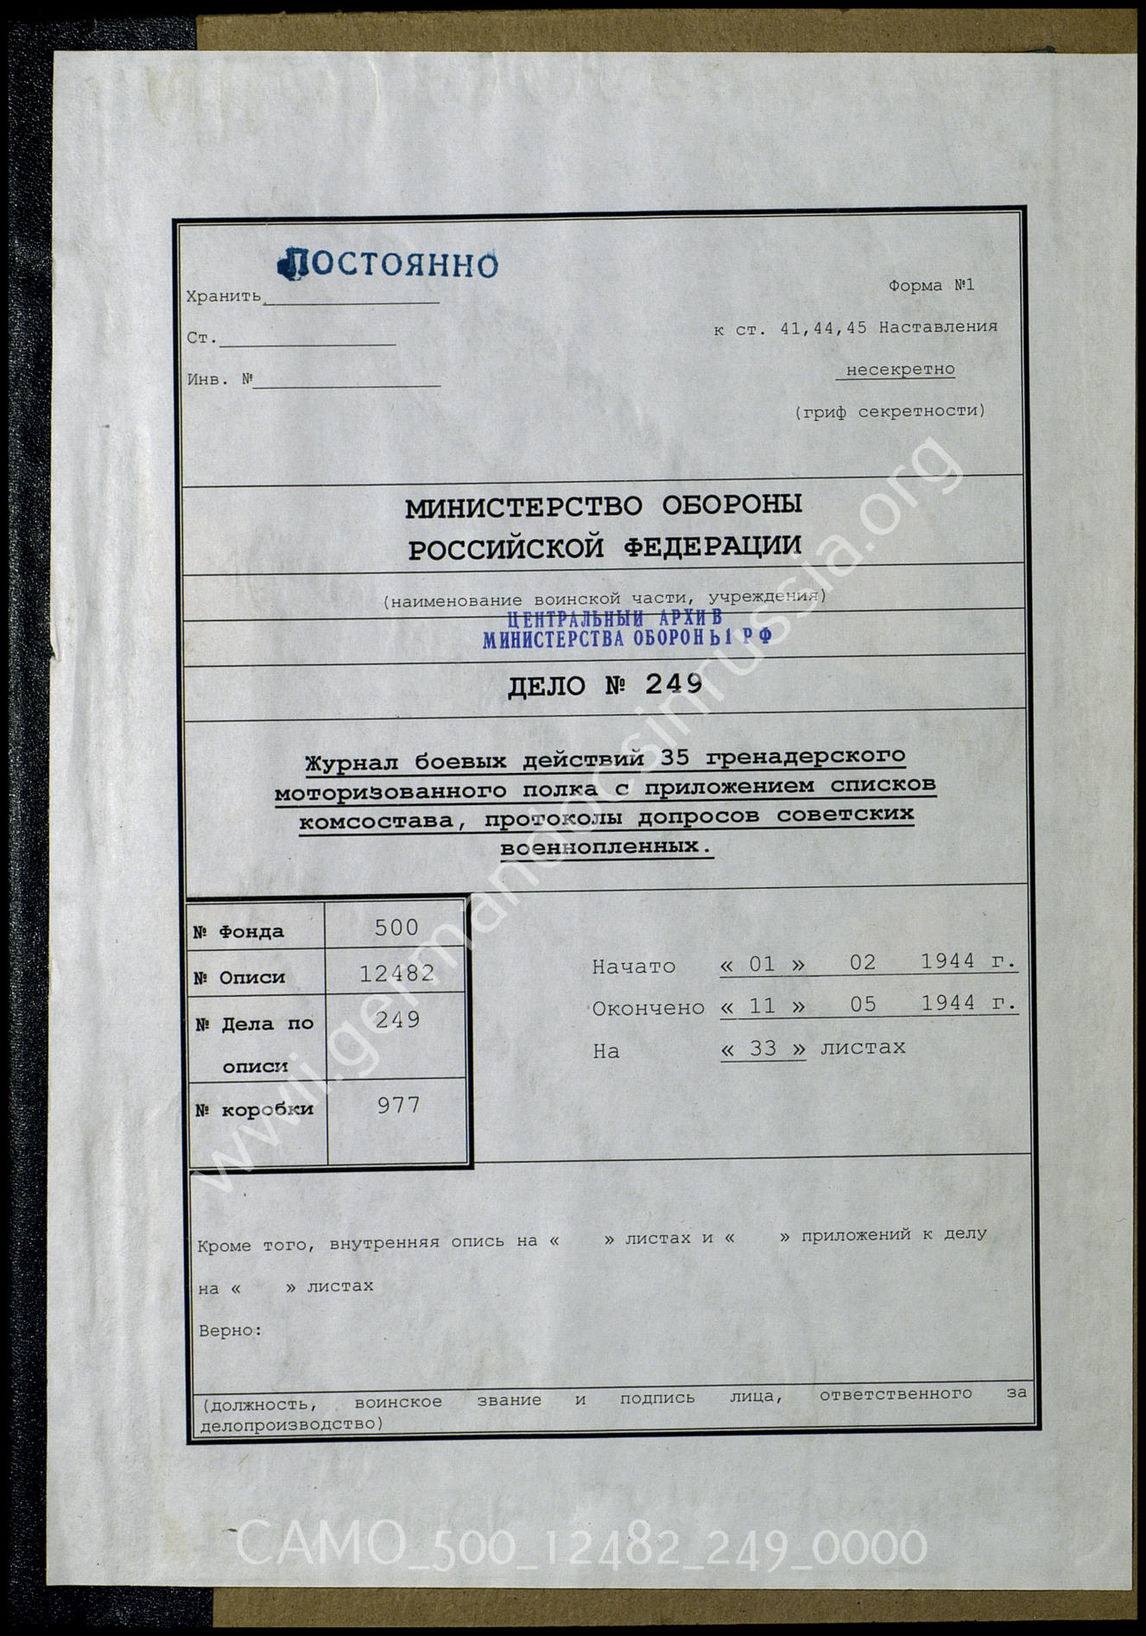 ПОСТОЯННО
Хранить
Форма №1
Ст.
к ст. 41,44,45 Наставления
Инв. №
несекретно
(гриф секретности)
МИНИСТЕРСТВО ОБОРОНЫ
РОССИЙСКОЙ ФЕДЕРАЦИИ
(наименование воинской части, учреждения)
ЦЕНТРАЛЬНЫЙ АРХИВ
МИНИСТЕРСТВА ОБОРОНЫ РФ
ДЕЛО № 249
Журнал боевых действий 35 гренадерского
моторизованного полка с приложением списков
комсостава, протоколы допросов советских
военнопленных.
№ Фонда 500
№ Описи 12482
№ Дела по 249
описи
№ коробки 977
Начато « 01 » 02 1944 г.
Окончено « 11 » 05 1944 г.
На « 33 » листах
Кроме того, внутренняя опись на « » листах и « » приложений к делу
на « » листах
Верно:
(должность, воинское звание и подпись лица, ответственного за
делопроизводство)
www.germandocsinrussia.org
CAMO_500_12482_249_0000